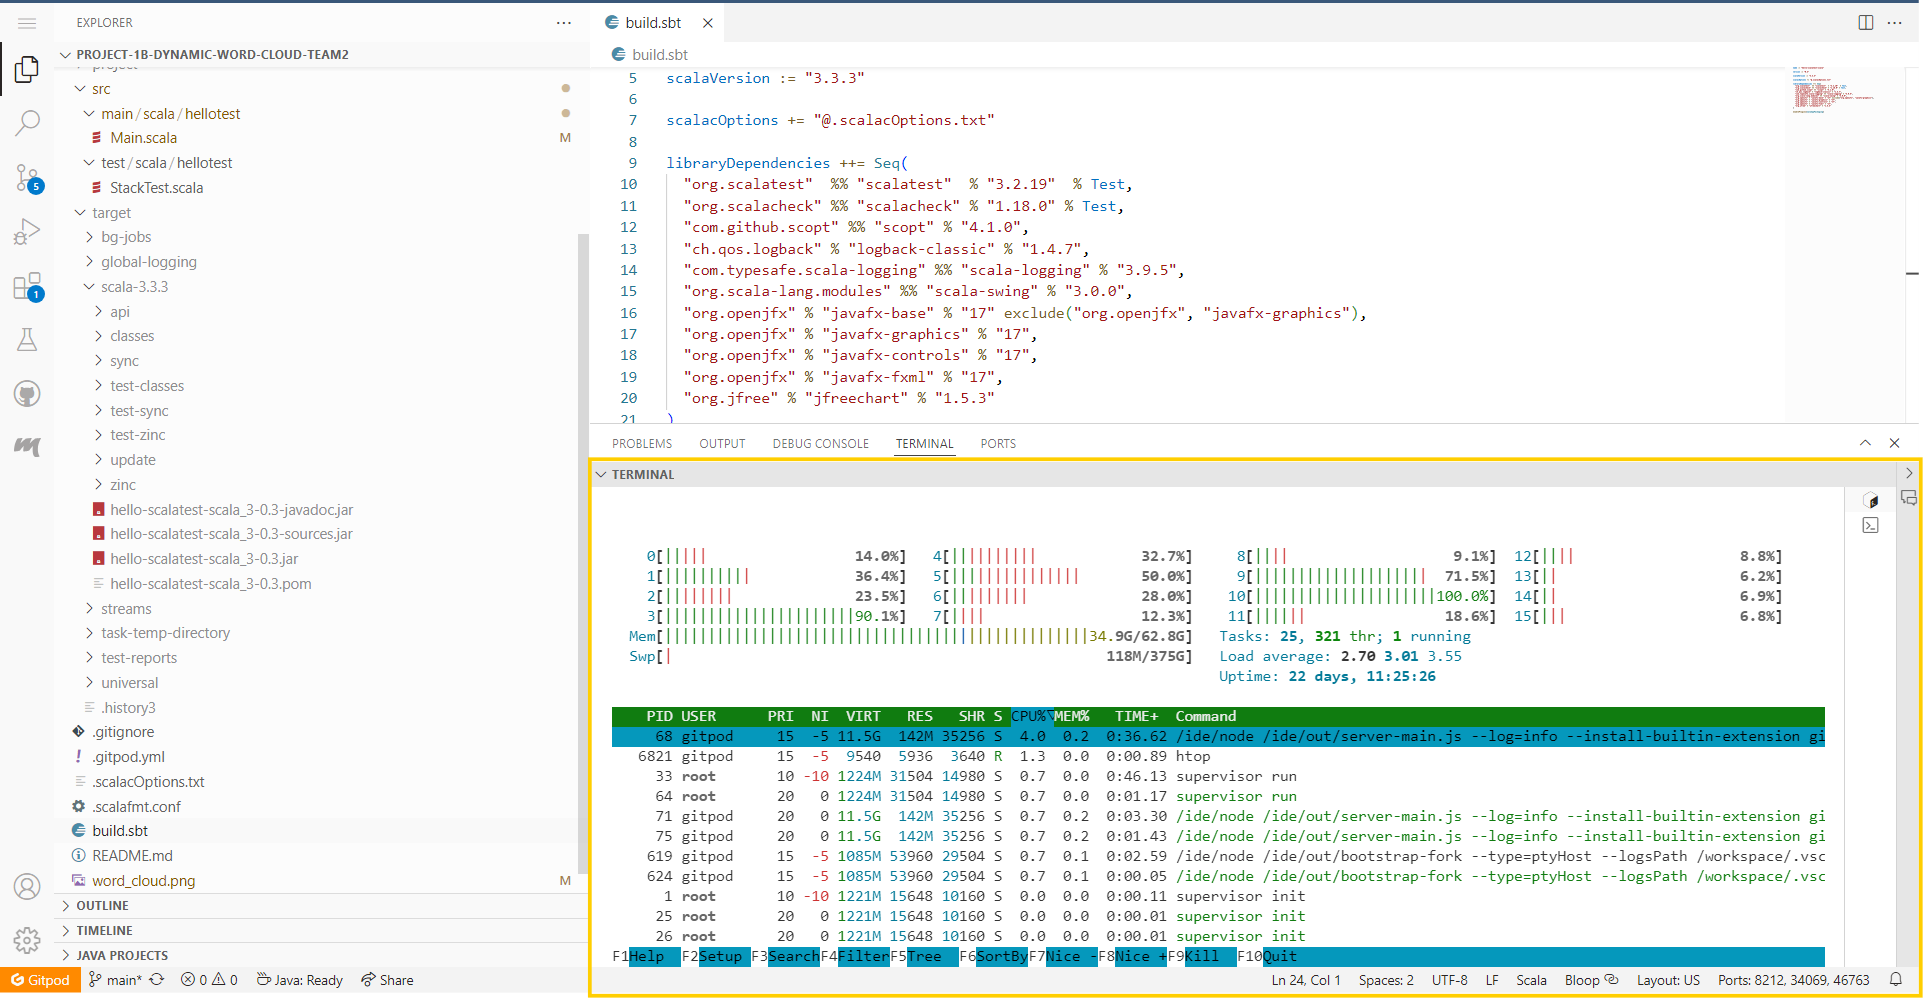 EXPLORER
PROJECT-1B-DYNAMIC-WORD-CLOUD-TEAM2
project
src
main/scala/hellotest
Main.scala M
test/scala/hellotest
StackTest.scala
target
bg-jobs
global-logging
scala-3.3.3
api
classes
sync
test-classes
test-sync
test-zinc
update
zinc
hello-scalatest-scala_3-0.3-javadoc.jar
hello-scalatest-scala_3-0.3-sources.jar
hello-scalatest-scala_3-0.3.jar
hello-scalatest-scala_3-0.3.pom
streams
task-temp-directory
test-reports
universal
.history3
.gitignore
.gitpod.yml
.scalacOptions.txt
.scalafmt.conf
build.sbt
README.md
word_cloud.png M
OUTLINE
TIMELINE
JAVA PROJECTS
5
1
build.sbt
build.sbt
5 scalaVersion := "3.3.3"
6
7 scalacOptions += "@.scalacOptions.txt"
8
9 libraryDependencies ++= Seq(
10 "org.scalatest" %% "scalatest" % "3.2.19" % Test,
11 "org.scalacheck" %% "scalacheck" % "1.18.0" % Test,
12 "com.github.scopt" %% "scopt" % "4.1.0",
13 "ch.qos.logback" % "logback-classic" % "1.4.7",
14 "com.typesafe.scala-logging" %% "scala-logging" % "3.9.5",
15 "org.scala-lang.modules" %% "scala-swing" % "3.0.0",
16 "org.openjfx" % "javafx-base" % "17" exclude("org.openjfx", "javafx-graphics"),
17 "org.openjfx" % "javafx-graphics" % "17",
18 "org.openjfx" % "javafx-controls" % "17",
19 "org.openjfx" % "javafx-fxml" % "17",
20 "org.jfree" % "jfreechart" % "1.5.3"
21 )
PROBLEMS OUTPUT DEBUG CONSOLE TERMINAL PORTS
TERMINAL
0[||||| 14.0%] 4[|||||||||| 32.7%] 8[|||| 9.1%] 12[|||| 8.8%]
1[|||||||||| 36.4%] 5[||||||||||||||| 50.0%] 9[|||||||||||||||||||| 71.5%] 13[|| 6.2%]
2[|||||||| 23.5%] 6[||||||||| 28.0%] 10[|||||||||||||||||||||100.0%] 14[|| 6.9%]
3[||||||||||||||||||||||90.1%] 7[|||| 12.3%] 11[|||||| 18.6%] 15[||| 6.8%]
Mem[||||||||||||||||||||||||||||||||||||||||||||||||||34.9G/62.8G] Tasks: 25, 321 thr; 1 running
Swp[| 118M/375G] Load average: 2.70 3.01 3.55
Uptime: 22 days, 11:25:26
PID USER PRI NI VIRT RES SHR S CPU%▽MEM% TIME+ Command
68 gitpod 15 -5 11.5G 142M 35256 S 4.0 0.2 0:36.62 /ide/node /ide/out/server-main.js --log=info --install-builtin-extension gi
6821 gitpod 15 -5 9540 5936 3640 R 1.3 0.0 0:00.89 htop
33 root 10 -10 1224M 31504 14980 S 0.7 0.0 0:46.13 supervisor run
64 root 20 0 1224M 31504 14980 S 0.7 0.0 0:01.17 supervisor run
71 gitpod 20 0 11.5G 142M 35256 S 0.7 0.2 0:03.30 /ide/node /ide/out/server-main.js --log=info --install-builtin-extension gi
75 gitpod 20 0 11.5G 142M 35256 S 0.7 0.2 0:01.43 /ide/node /ide/out/server-main.js --log=info --install-builtin-extension gi
619 gitpod 15 -5 1085M 53960 29504 S 0.7 0.1 0:02.59 /ide/node /ide/out/bootstrap-fork --type=ptyHost --logsPath /workspace/.vsc
624 gitpod 15 -5 1085M 53960 29504 S 0.7 0.1 0:00.05 /ide/node /ide/out/bootstrap-fork --type=ptyHost --logsPath /workspace/.vsc
1 root 10 -10 1221M 15648 10160 S 0.0 0.0 0:00.11 supervisor init
25 root 20 0 1221M 15648 10160 S 0.0 0.0 0:00.01 supervisor init
26 root 20 0 1221M 15648 10160 S 0.0 0.0 0:00.01 supervisor init
F1Help F2Setup F3SearchF4FilterF5Tree F6SortByF7Nice -F8Nice +F9Kill F10Quit
Gitpod main* 0 0 Java: Ready Share Ln 24, Col 1 Spaces: 2 UTF-8 LF Scala Bloop Layout: US Ports: 8212, 34069, 46763